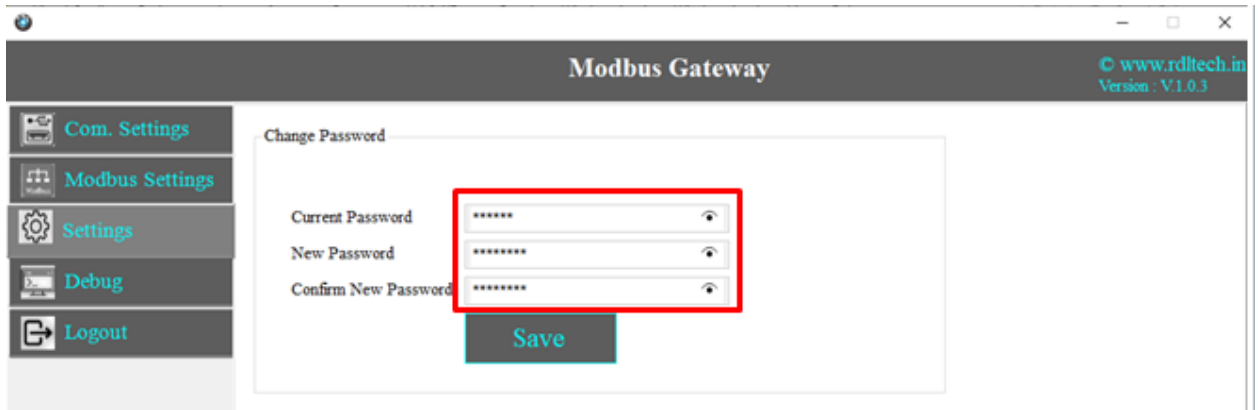 Modbus Gateway
© www.rdltech.in
Version : V.1.0.3
Com. Settings
Modbus Settings
Settings
Debug
Logout
Change Password
Current Password ******
New Password ********
Confirm New Password ********
Save